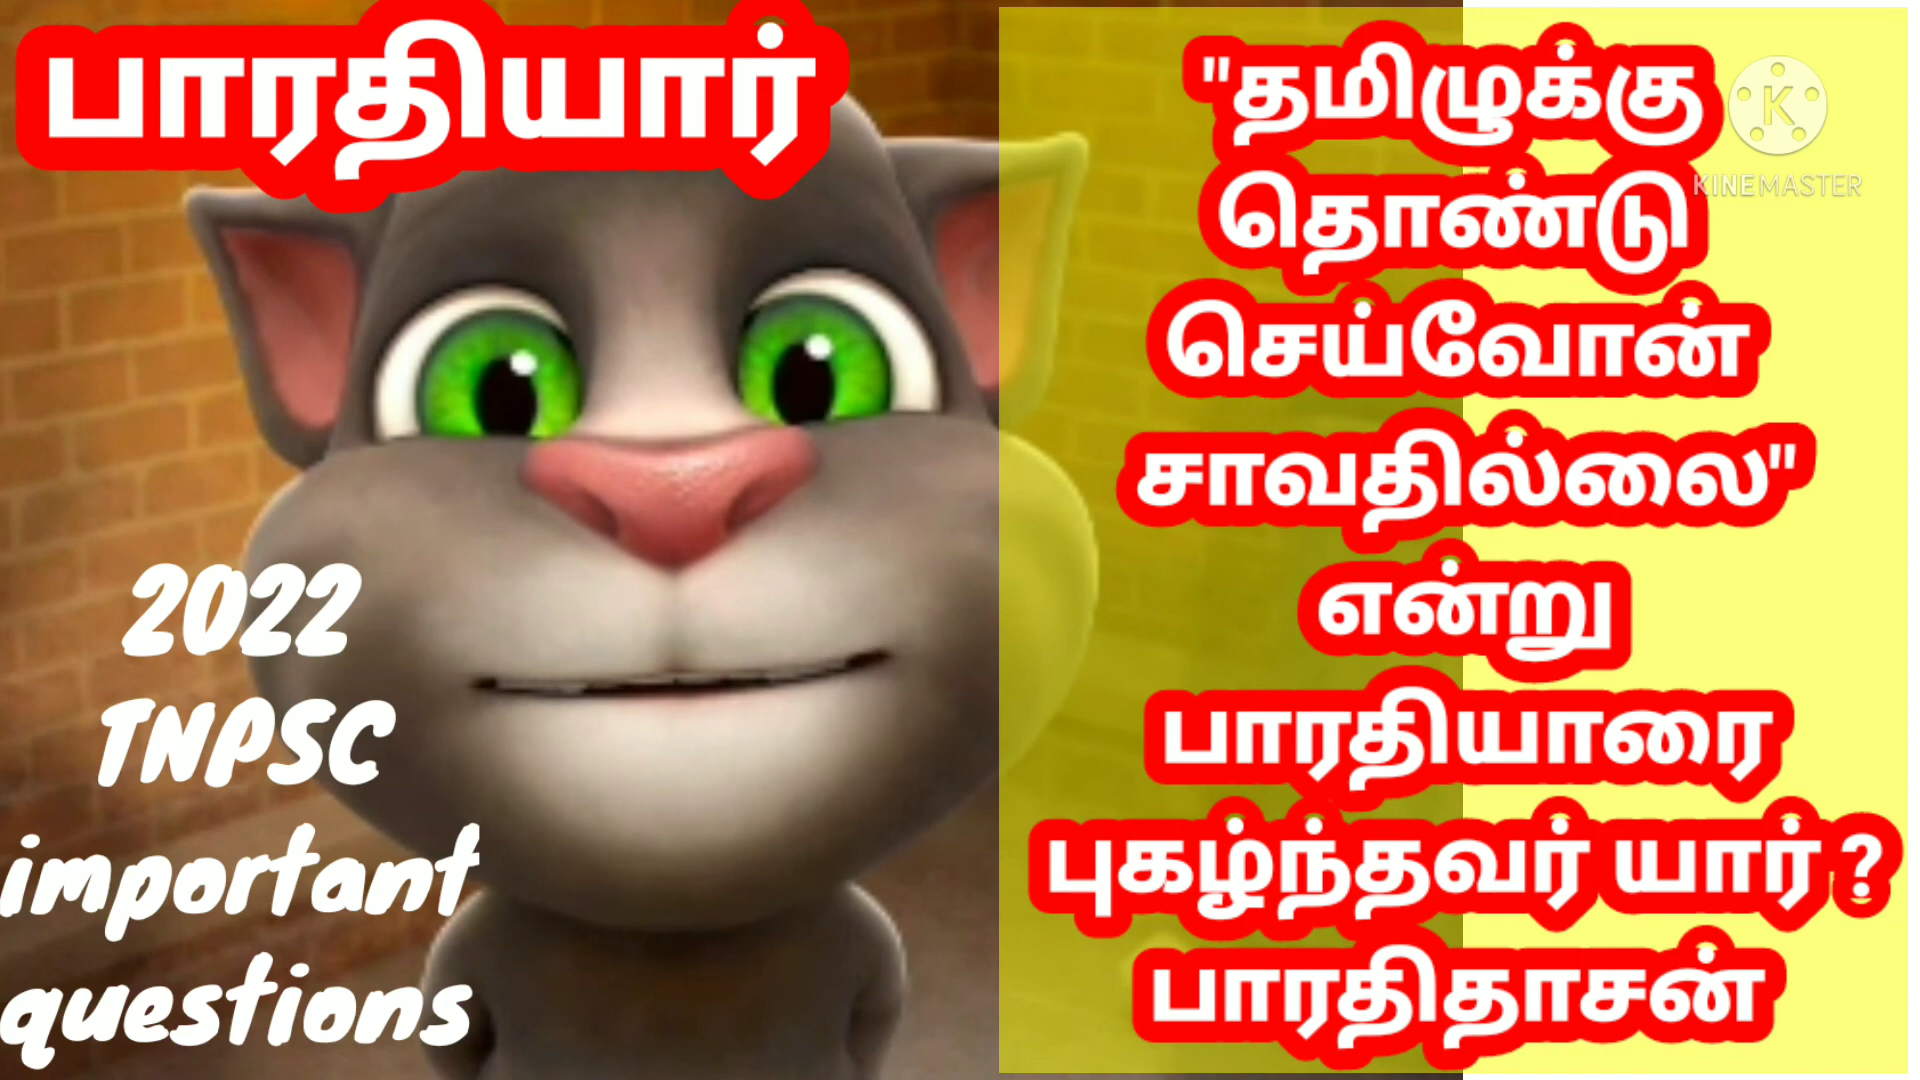 பாரதியார்
2022
TNPSC
important
questions
"தமிழுக்கு
தொண்டு
செய்வோன்
சாவதில்லை"
என்று
பாரதியாரை
புகழ்ந்தவர் யார் ?
பாரதிதாசன்
K
KINEMASTER